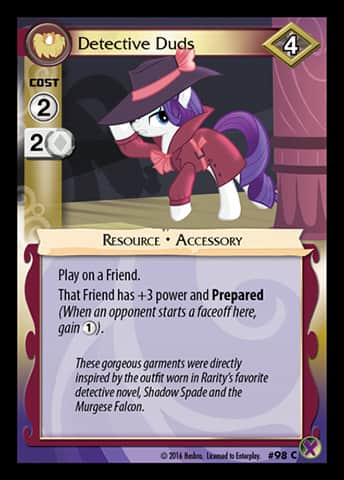 Detective Duds
4
COST
2
2
RESOURCE • ACCESSORY
Play on a Friend.
That Friend has +3 power and Prepared
(When an opponent starts a faceoff here,
gain 1).
These gorgeous garments were directly
inspired by the outfit worn in Rarity's favorite
detective novel, Shadow Spade and the
Murgese Falcon.
© 2016 Hasbro. Licensed to Enterplay. #98 C